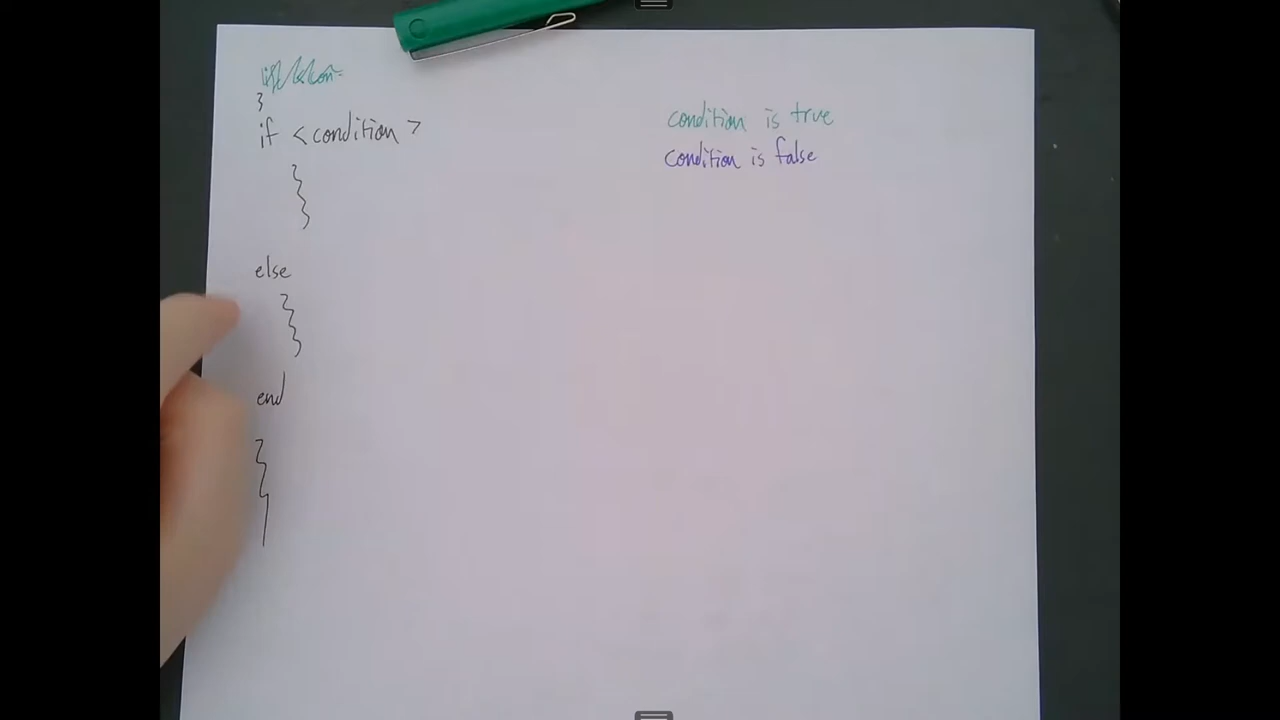 if <condition>
condition is true
condition is false
else
end